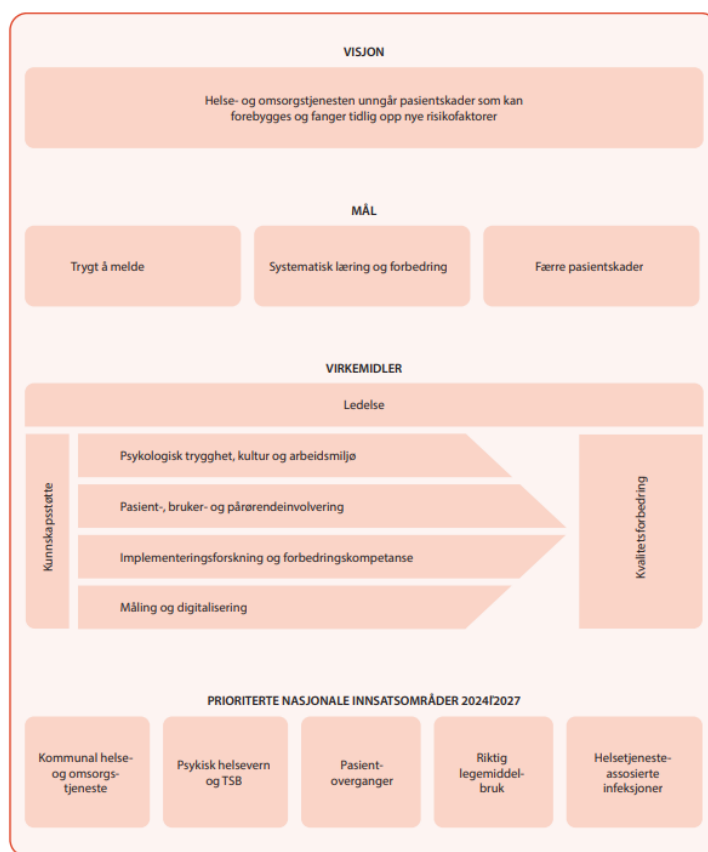 VISJON
Helse- og omsorgstjenesten unngår pasientskader som kan
forebygges og fanger tidlig opp nye risikofaktorer
MÅL
Trygt å melde
Systematisk læring og forbedring
Færre pasientskader
VIRKEMIDLER
Ledelse
Kunnskapsstøtte
Psykologisk trygghet, kultur og arbeidsmiljø
Pasient-, bruker- og pårørendeinvolvering
Implementeringsforskning og forbedringskompetanse
Måling og digitalisering
Kvalitetsforbedring
PRIORITERTE NASJONALE INNSATSOMRÅDER 2024Γ2027
Kommunal helse-
og omsorgs-
tjeneste
Psykisk helsevern
og TSB
Pasient-
overganger
Riktig
legemiddel-
bruk
Helsetjeneste-
assosierte
infeksjoner